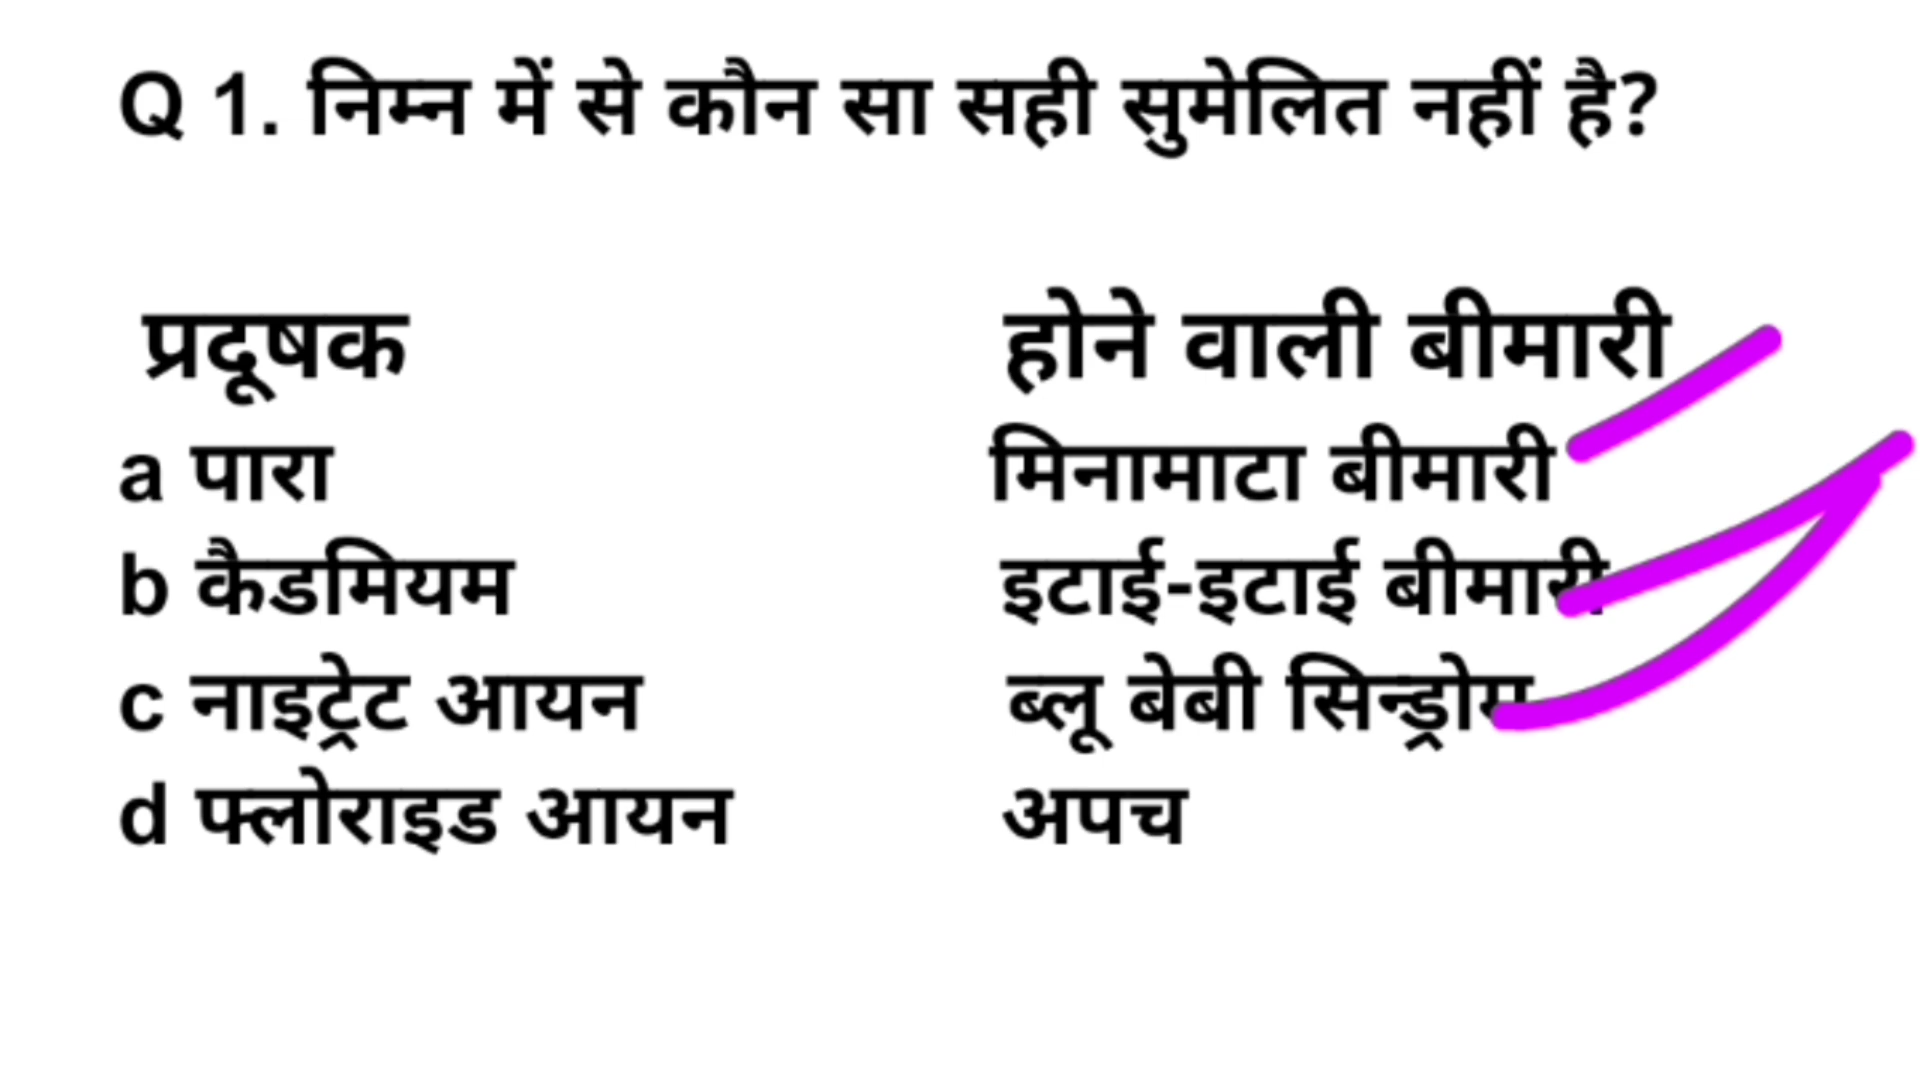 Q 1. निम्न में से कौन सा सही सुमेलित नहीं है?
प्रदूषक होने वाली बीमारी
a पारा मिनामाटा बीमारी
b कैडमियम इटाई-इटाई बीमारी
c नाइट्रेट आयन ब्लू बेबी सिन्ड्रोम
d फ्लोराइड आयन अपच